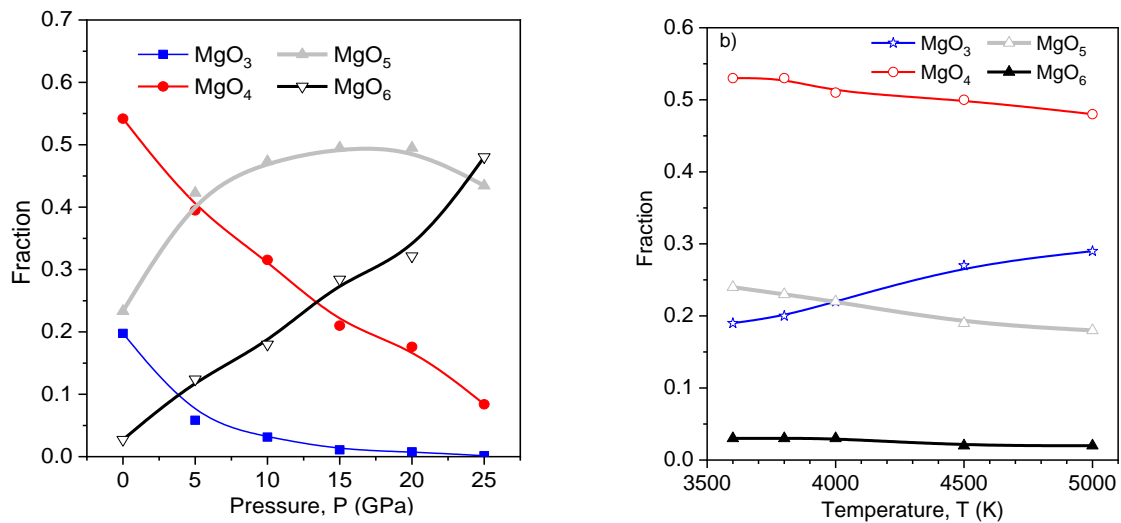 0.7
0.6
0.5
0.4
0.3
0.2
0.1
0.0
Fraction
MgO₃
MgO₅
MgO₄
MgO₆
0 5 10 15 20 25
Pressure, P (GPa)
b)
0.6
0.5
0.4
0.3
0.2
0.1
0.0
Fraction
MgO₃
MgO₅
MgO₄
MgO₆
3500 4000 4500 5000
Temperature, T (K)